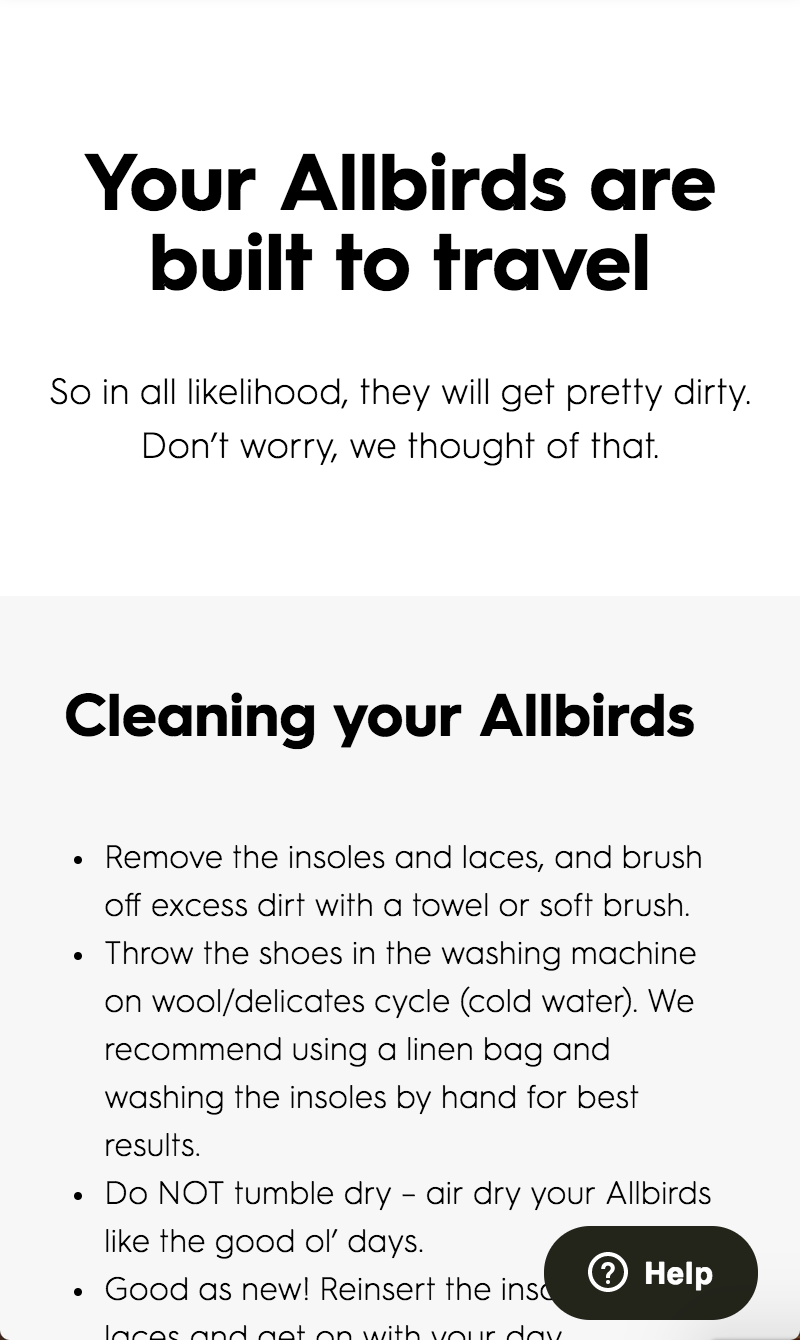 Your Allbirds are
built to travel
So in all likelihood, they will get pretty dirty.
Don’t worry, we thought of that.
Cleaning your Allbirds
• Remove the insoles and laces, and brush
off excess dirt with a towel or soft brush.
• Throw the shoes in the washing machine
on wool/delicates cycle (cold water). We
recommend using a linen bag and
washing the insoles by hand for best
results.
• Do NOT tumble dry – air dry your Allbirds
like the good ol’ days.
• Good as new! Reinsert the
laces and get on with your day
Help